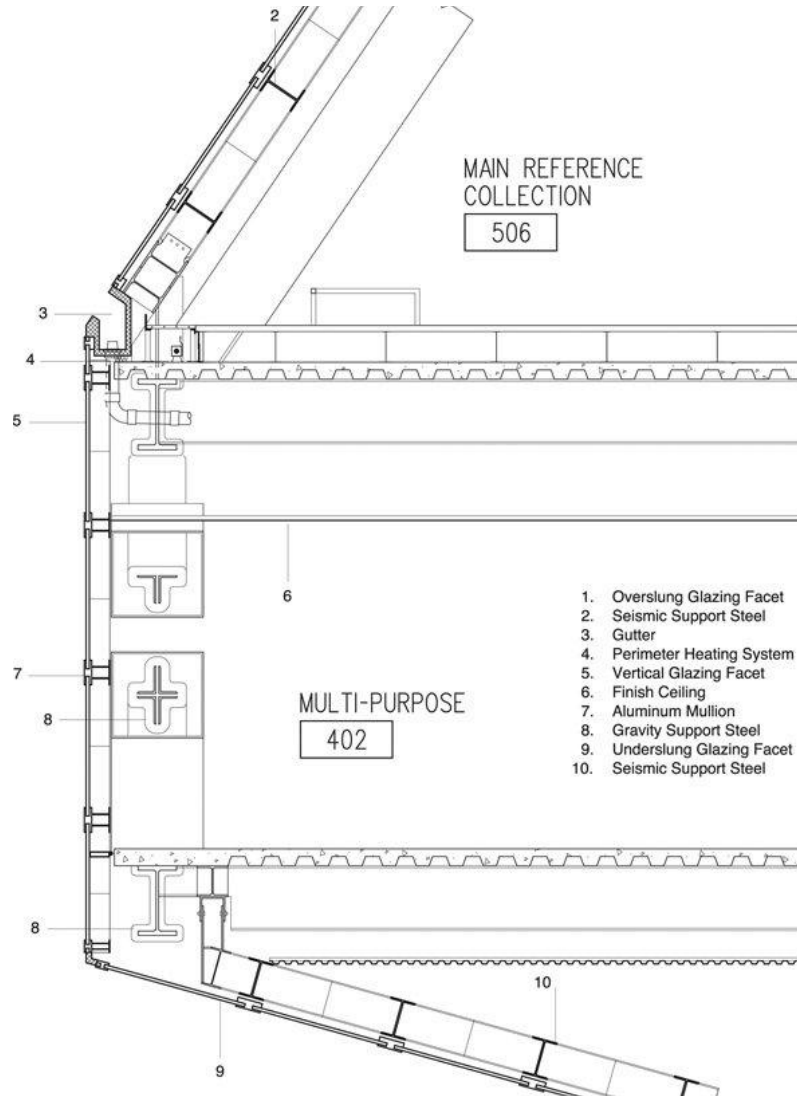 2
MAIN REFERENCE
COLLECTION
506
3
4
5
6
1. Overslung Glazing Facet
2. Seismic Support Steel
3. Gutter
4. Perimeter Heating System
5. Vertical Glazing Facet
6. Finish Ceiling
7. Aluminum Mullion
8. Gravity Support Steel
9. Underslung Glazing Facet
10. Seismic Support Steel
7
MULTI-PURPOSE
8
402
8
10
9